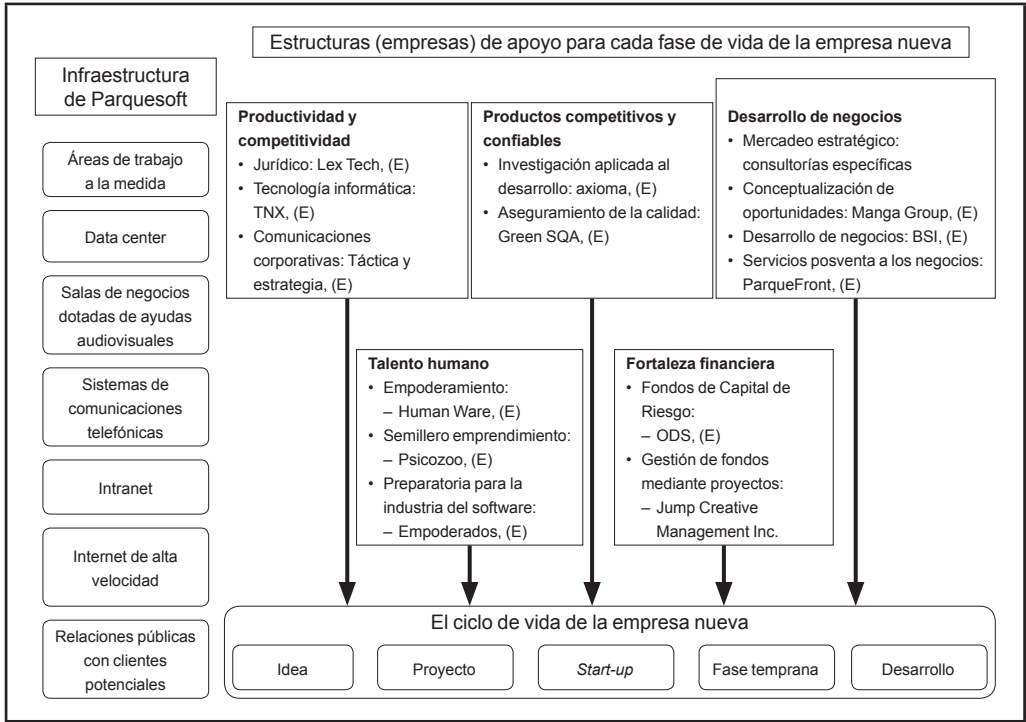 Estructuras (empresas) de apoyo para cada fase de vida de la empresa nueva
Infraestructura
de Parquesoft
Áreas de trabajo
a la medida
Data center
Salas de negocios
dotadas de ayudas
audiovisuales
Sistemas de
comunicaciones
telefónicas
Intranet
Internet de alta
velocidad
Relaciones públicas
con clientes
potenciales
Productividad y
competitividad
• Jurídico: Lex Tech, (E)
• Tecnología informática:
TNX, (E)
• Comunicaciones
corporativas: Táctica y
estrategia, (E)
Productos competitivos y
confiables
• Investigación aplicada al
desarrollo: axioma, (E)
• Aseguramiento de la calidad:
Green SQA, (E)
Desarrollo de negocios
• Mercadeo estratégico:
consultorías específicas
• Conceptualización de
oportunidades: Manga Group, (E)
• Desarrollo de negocios: BSI, (E)
• Servicios posventa a los negocios:
ParqueFront, (E)
Talento humano
• Empoderamiento:
– Human Ware, (E)
• Semillero emprendimiento:
– Psicozoo, (E)
• Preparatoria para la
industria del software:
– Empoderados, (E)
Fortaleza financiera
• Fondos de Capital de
Riesgo:
– ODS, (E)
• Gestión de fondos
mediante proyectos:
– Jump Creative
Management Inc.
El ciclo de vida de la empresa nueva
Idea
Proyecto
Start-up
Fase temprana
Desarrollo